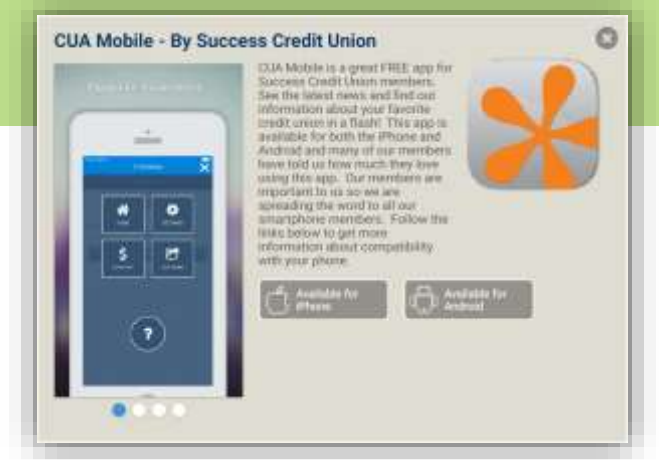 CUA Mobile - By Success Credit Union
CUA Mobile is a great FREE app for
Success Credit Union members.
See the latest news and find out
information about your favorite
credit union in a flash! This app is
available for both the iPhone and
Android and many of our members
have told us how much they love
using this app. Our members are
important to us so we are
spreading the word to all our
smartphone members. Follow the
links below to get more
information about compatibility
with your phone.
Available for
iPhone
Available for
Android
$
?